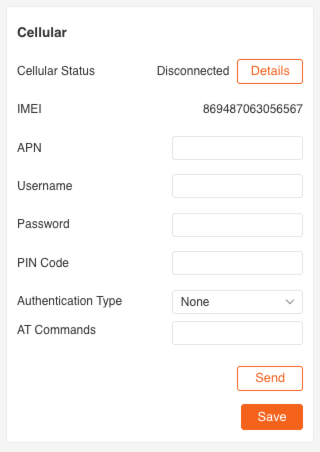 Cellular
Cellular Status Disconnected Details
IMEI 869487063056567
APN
Username
Password
PIN Code
Authentication Type None
AT Commands
Send
Save